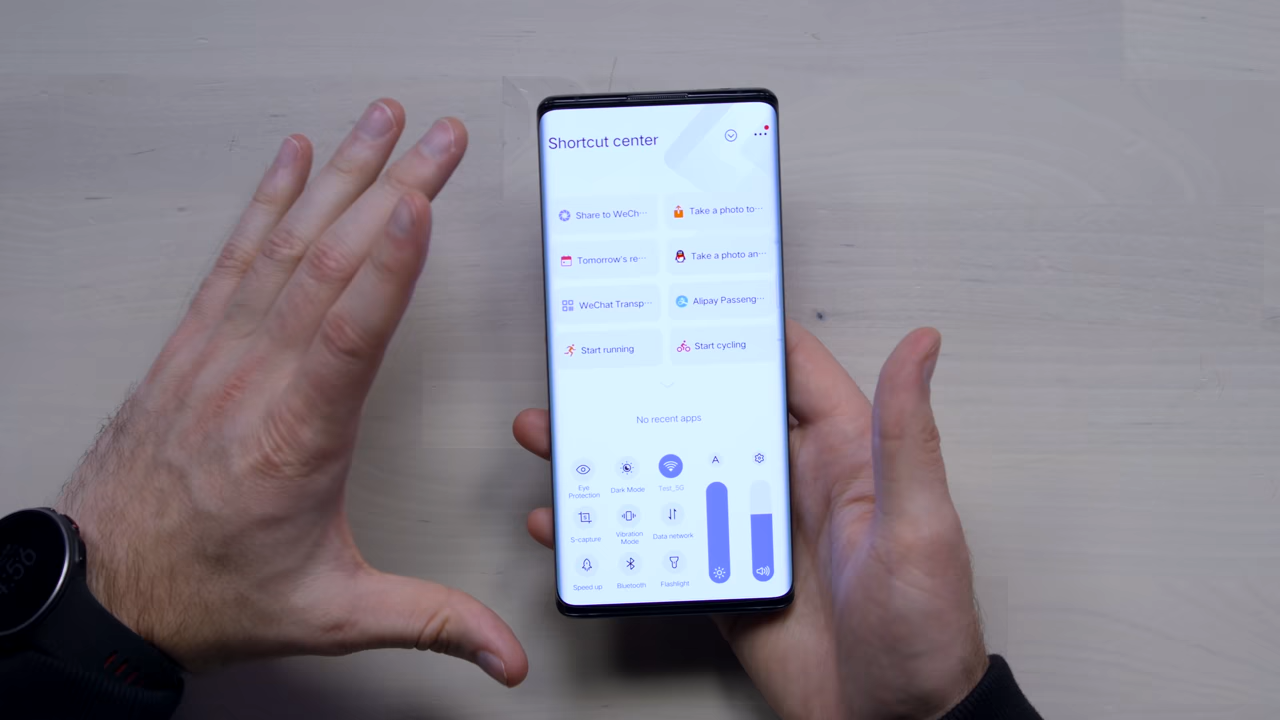 Shortcut center
Share to WeCh···
Take a photo to···
Tomorrow's re···
Take a photo an···
WeChat Transp···
Alipay Passeng···
Start running
Start cycling
No recent apps
A
Eye
Protection
Dark Mode
Test_5G
S-capture
Vibration
Mode
Data network
Speed up
Bluetooth
Flashlight